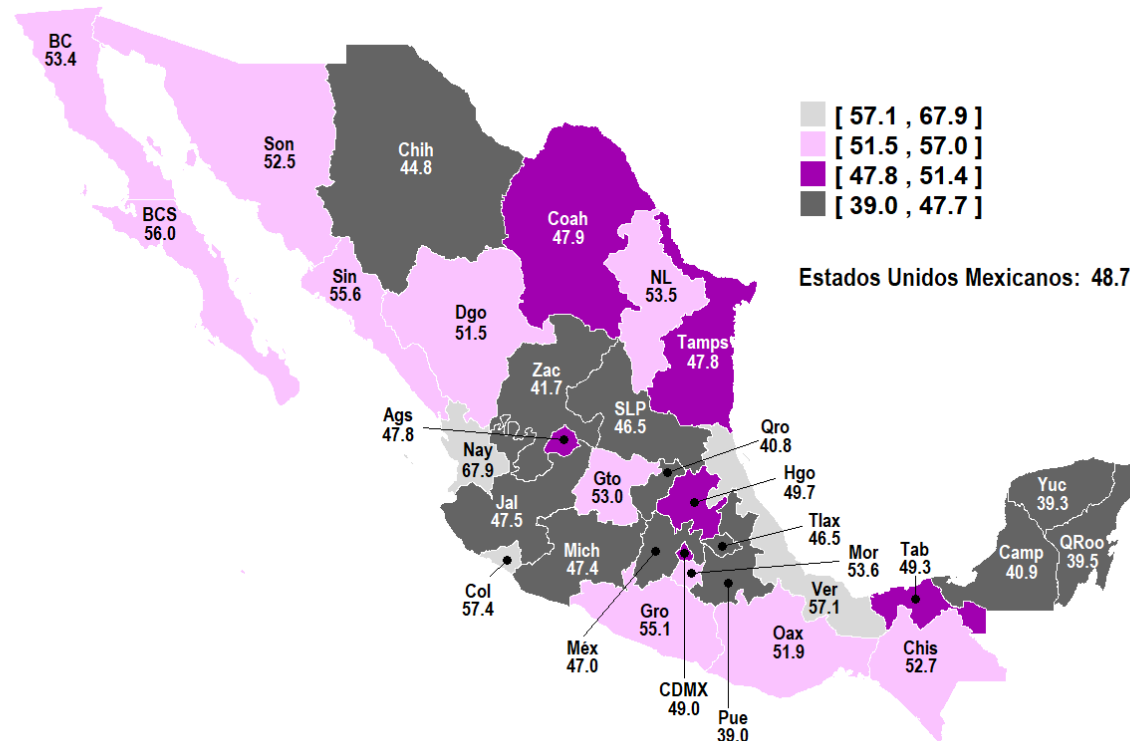 BC
53.4
Son
52.5
Chih
44.8
BCS
56.0
Coah
47.9
Sin
55.6
NL
53.5
Dgo
51.5
Tamps
47.8
Zac
41.7
SLP
46.5
Ags
47.8
Nay
67.9
Qro
40.8
Gto
53.0
Hgo
49.7
Jal
47.5
Tlax
46.5
Mich
47.4
Mor
53.6
Tab
49.3
Yuc
39.3
QRoo
39.5
Camp
40.9
Col
57.4
Ver
57.1
Gro
55.1
Oax
51.9
Chis
52.7
Méx
47.0
CDMX
49.0
Pue
39.0
[ 57.1 , 67.9 ]
[ 51.5 , 57.0 ]
[ 47.8 , 51.4 ]
[ 39.0 , 47.7 ]
Estados Unidos Mexicanos: 48.7